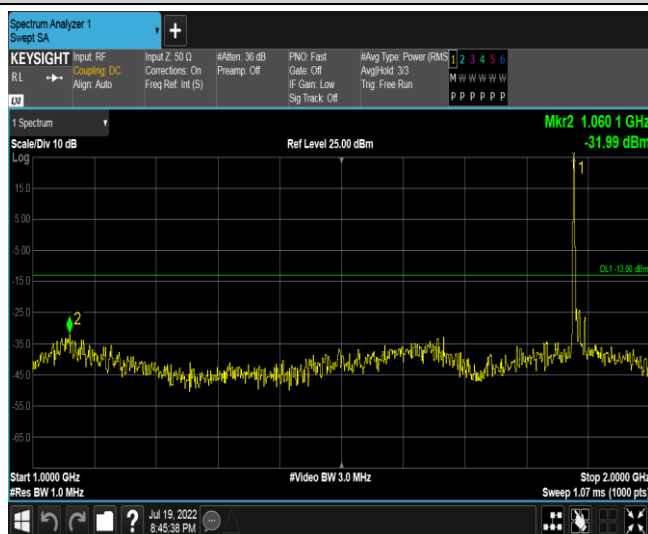 Spectrum Analyzer 1
Swept SA
+
KEYSIGHT
RL
LXI
Input: RF
Coupling: DC
Align: Auto
Input Z: 50 Ω
Corrections: On
Freq Ref: Int (S)
#Atten: 36 dB
Preamp: Off
PNO: Fast
Gate: Off
IF Gain: Low
Sig Track: Off
#Avg Type: Power (RMS
Avg|Hold: 3/3
Trig: Free Run
1 2 3 4 5 6
M W W W W W
P P P P P P
1 Spectrum
Mkr2 1.060 1 GHz
Scale/Div 10 dB
Ref Level 25.00 dBm
-31.99 dBm
Log
1
15.0
5.00
-5.00
DL1 -13.00 dBm
-15.0
-25.0
2
-35.0
-45.0
-55.0
-65.0
Start 1.0000 GHz
#Video BW 3.0 MHz
Stop 2.0000 GHz
#Res BW 1.0 MHz
Sweep 1.07 ms (1000 pts)
?
Jul 19, 2022
8:45:38 PM